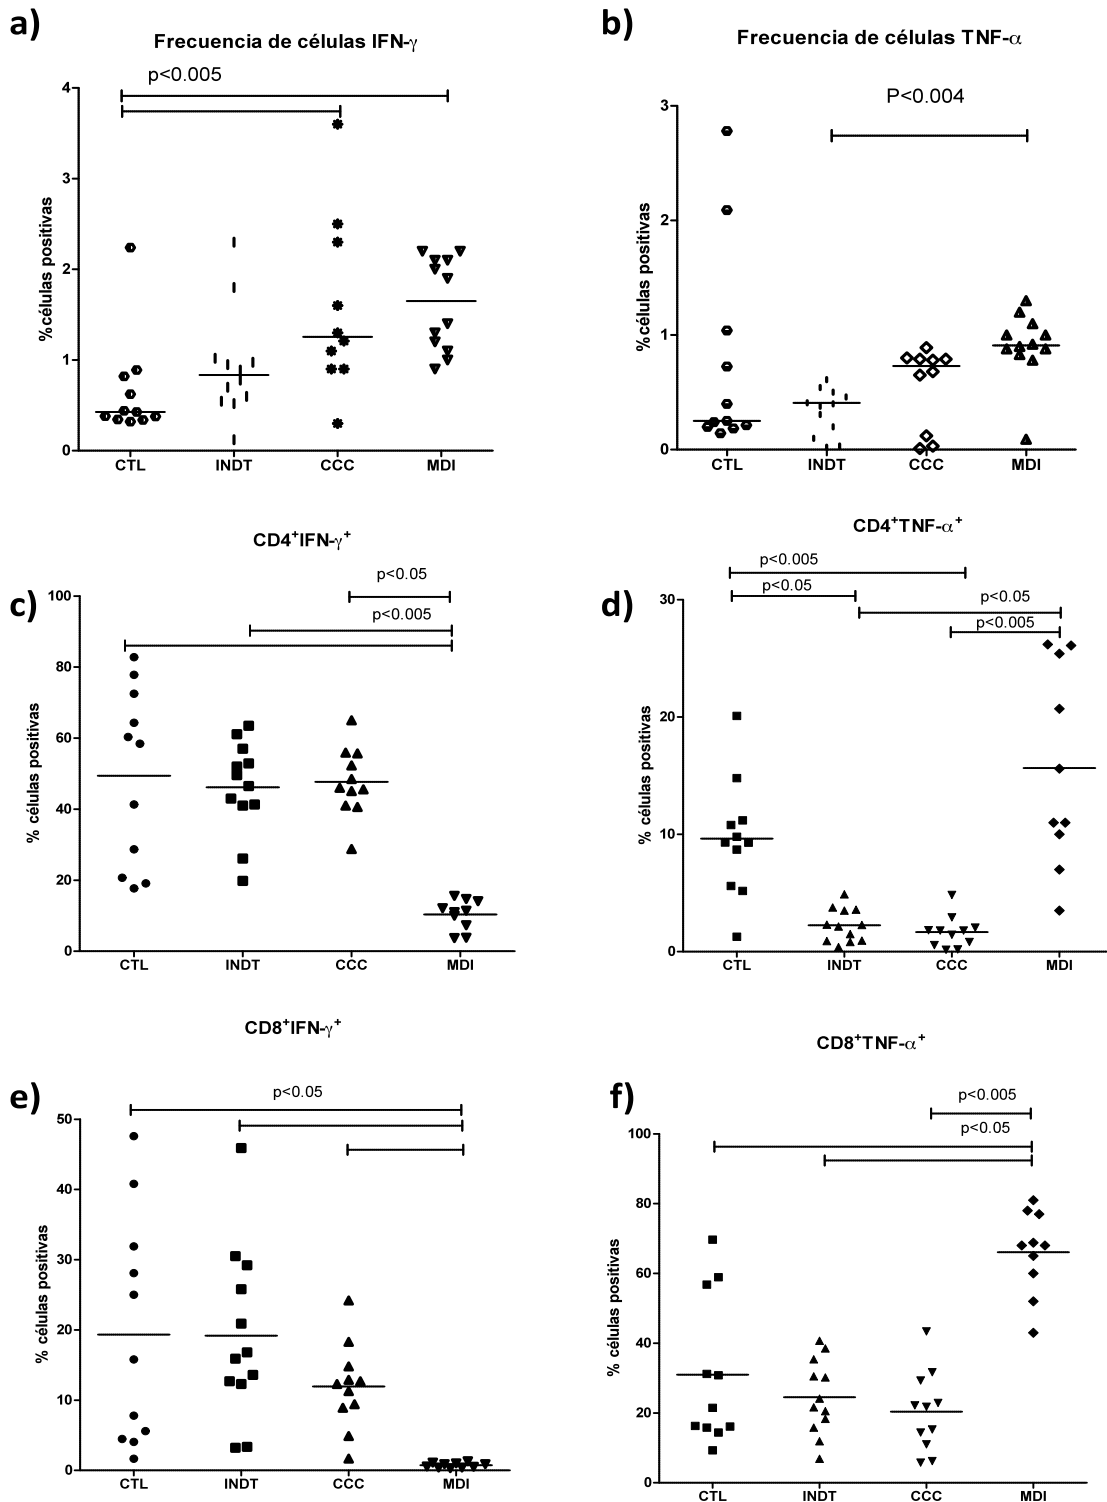 a)
Frecuencia de células IFN-γ
p<0.005
%células positivas
4
3
2
1
0
CTL INDT CCC MDI
b)
Frecuencia de células TNF-α
P<0.004
%células positivas
3
2
1
0
CTL INDT CCC MDI
c)
CD4⁺IFN-γ⁺
p<0.05
p<0.005
% células positivas
100
80
60
40
20
0
CTL INDT CCC MDI
d)
CD4⁺TNF-α⁺
p<0.005
p<0.05
p<0.05
p<0.005
% células positivas
30
20
10
0
CTL INDT CCC MDI
e)
CD8⁺IFN-γ⁺
p<0.05
% células positivas
50
40
30
20
10
0
CTL INDT CCC MDI
f)
CD8⁺TNF-α⁺
p<0.005
p<0.05
% células positivas
100
80
60
40
20
0
CTL INDT CCC MDI